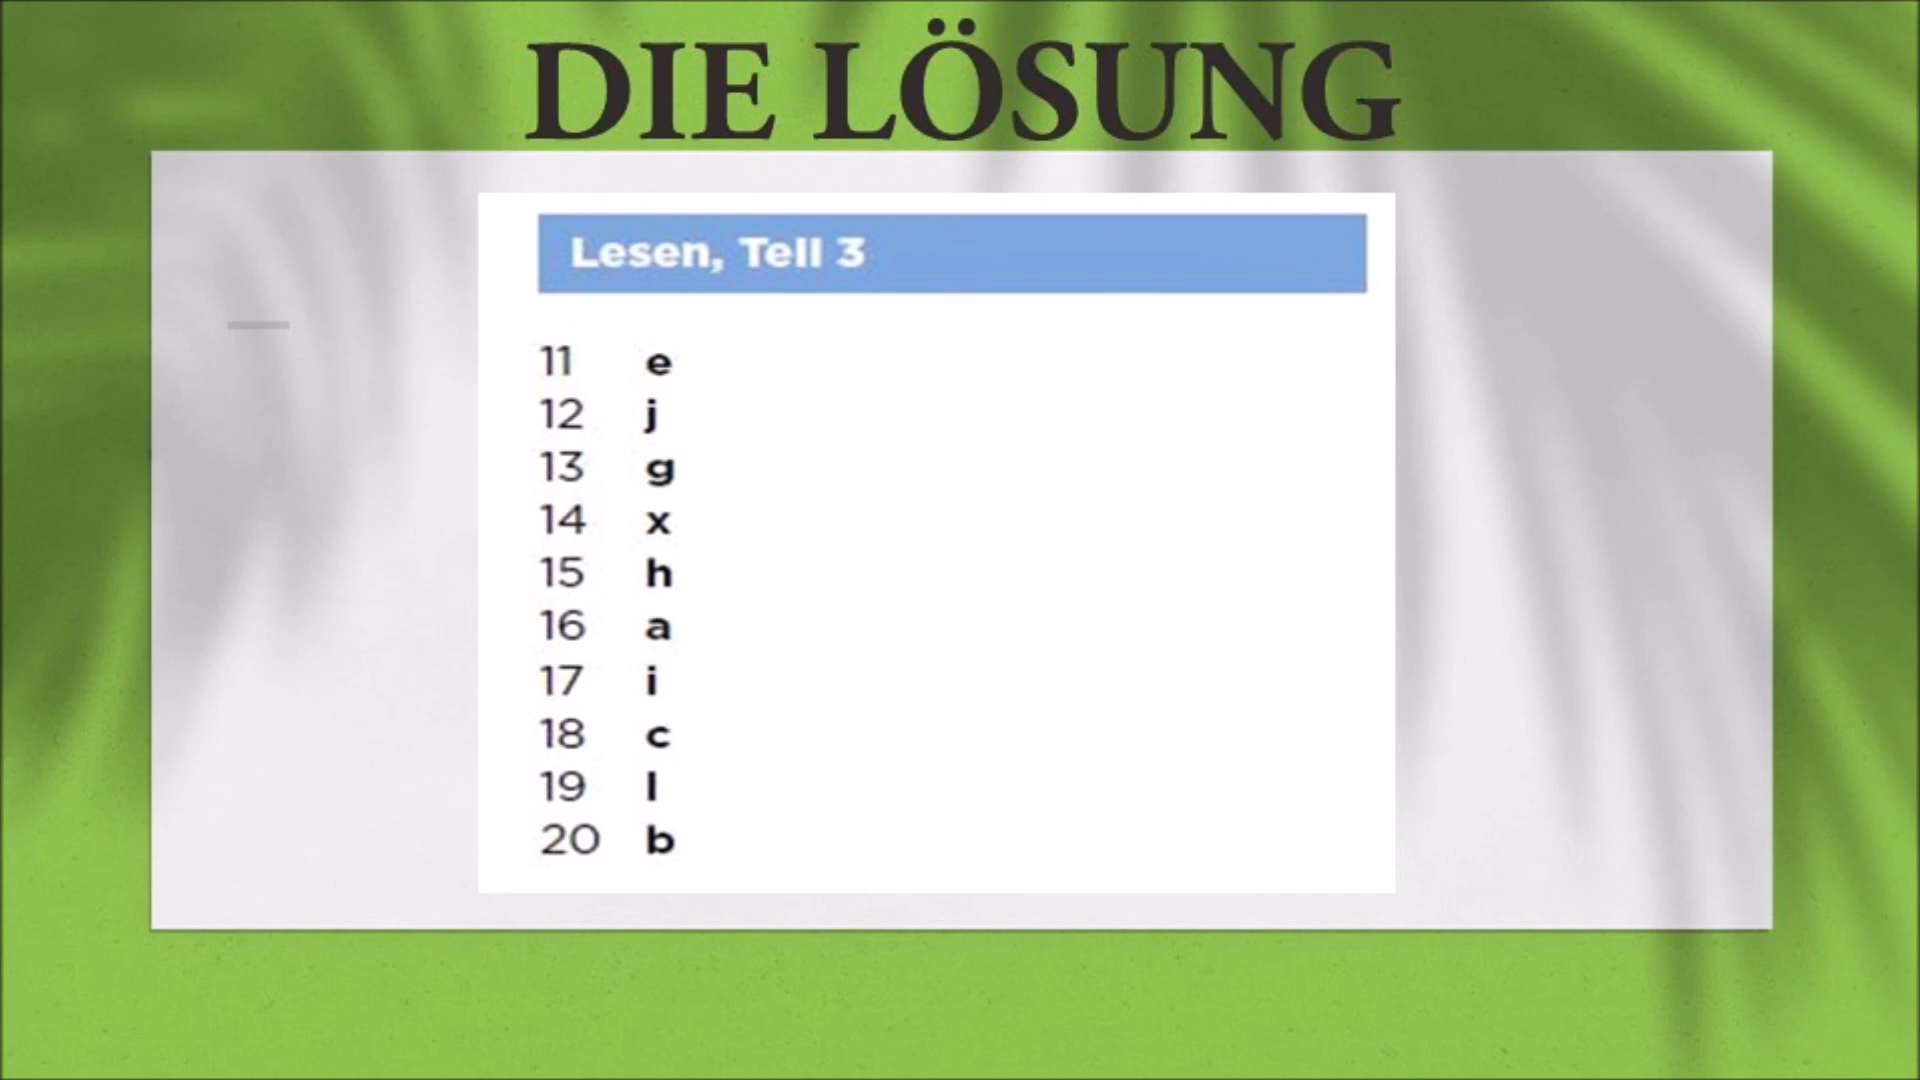 DIE LÖSUNG
Lesen, Teil 3
11 e
12 j
13 g
14 x
15 h
16 a
17 i
18 c
19 l
20 b